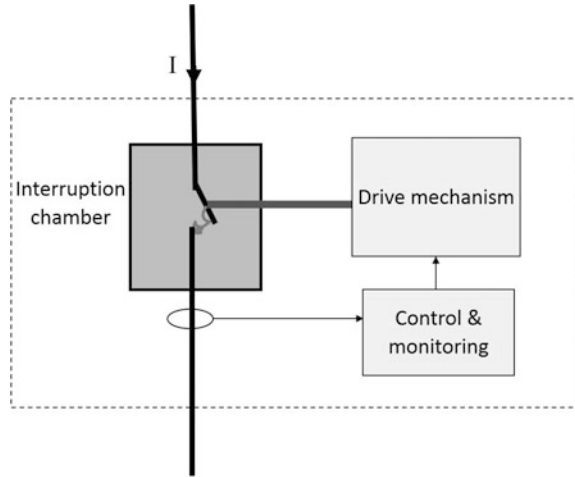 I
Interruption
chamber
Drive mechanism
Control &
monitoring